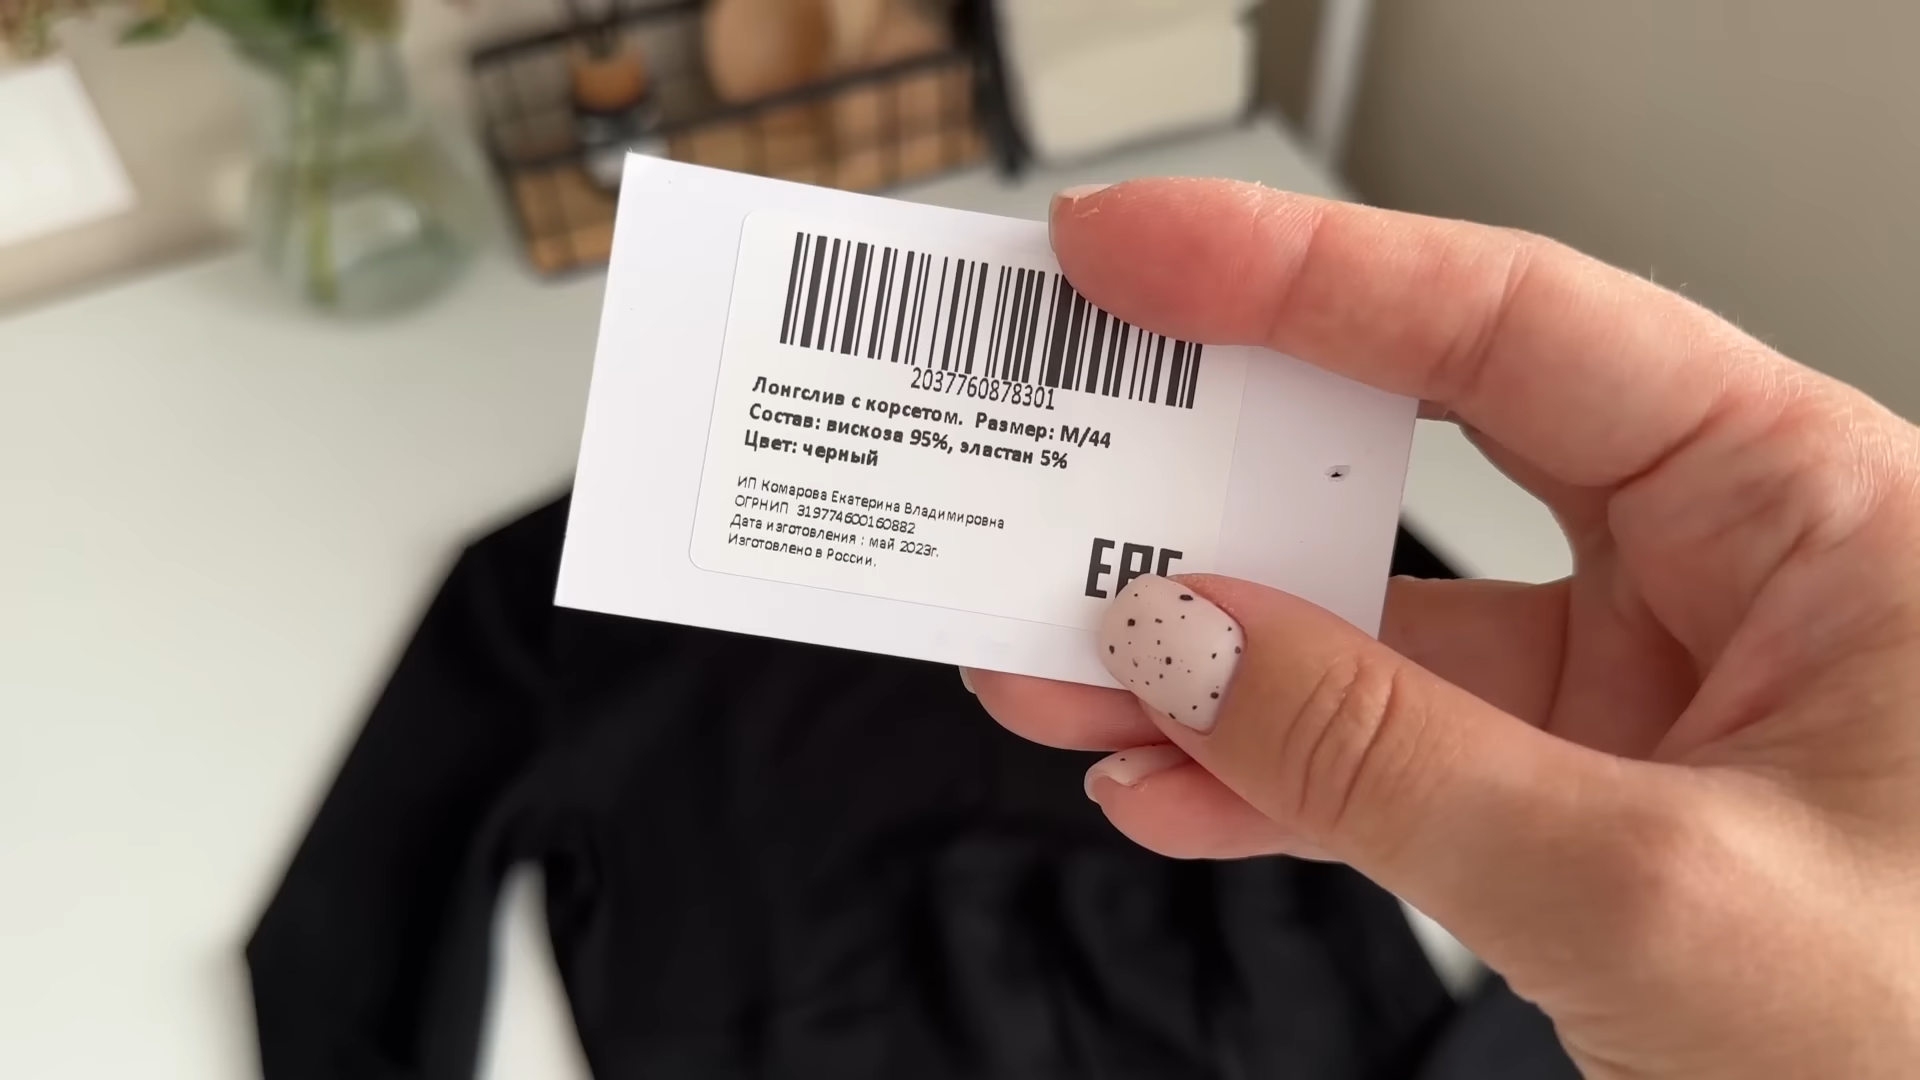 2037760878301
Лонгслив с корсетом. Размер: М/44
Состав: вискоза 95%, эластан 5%
Цвет: черный
ИП Комарова Екатерина Владимировна
ОГРНИП 319774600160882
Дата изготовления : май 2023г.
Изготовлено в России.
EAC